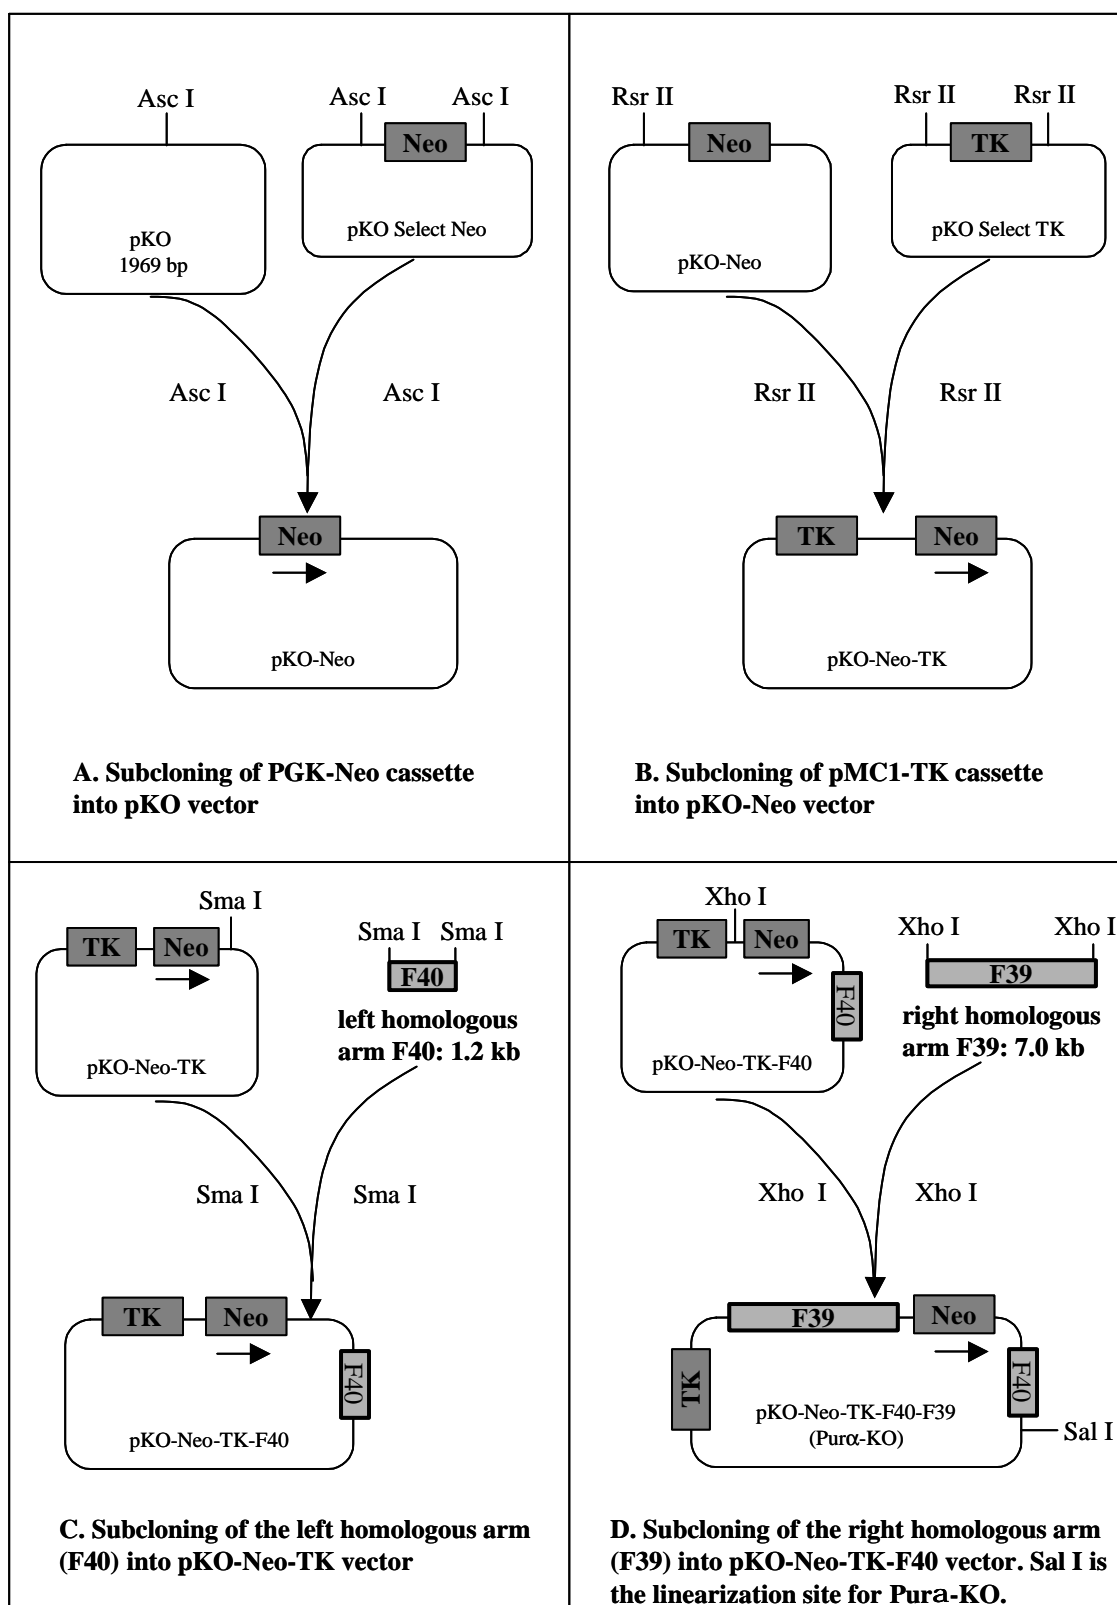 Asc I
Asc I
Asc I
Neo
pKO
1969 bp
pKO Select Neo
Asc I
Asc I
Neo
pKO-Neo
A. Subcloning of PGK-Neo cassette
into pKO vector
Rsr II
Rsr II
Rsr II
Neo
TK
pKO-Neo
pKO Select TK
Rsr II
Rsr II
TK
Neo
pKO-Neo-TK
B. Subcloning of pMC1-TK cassette
into pKO-Neo vector
Sma I
TK
Neo
Sma I
Sma I
F40
left homologous
arm F40: 1.2 kb
pKO-Neo-TK
Sma I
Sma I
TK
Neo
F40
pKO-Neo-TK-F40
C. Subcloning of the left homologous arm
(F40) into pKO-Neo-TK vector
Xho I
TK
Neo
F40
Xho I
Xho I
F39
right homologous
arm F39: 7.0 kb
pKO-Neo-TK-F40
Xho I
Xho I
F39
Neo
TK
F40
pKO-Neo-TK-F40-F39
(Purα-KO)
Sal I
D. Subcloning of the right homologous arm
(F39) into pKO-Neo-TK-F40 vector. Sal I is
the linearization site for Pura-KO.